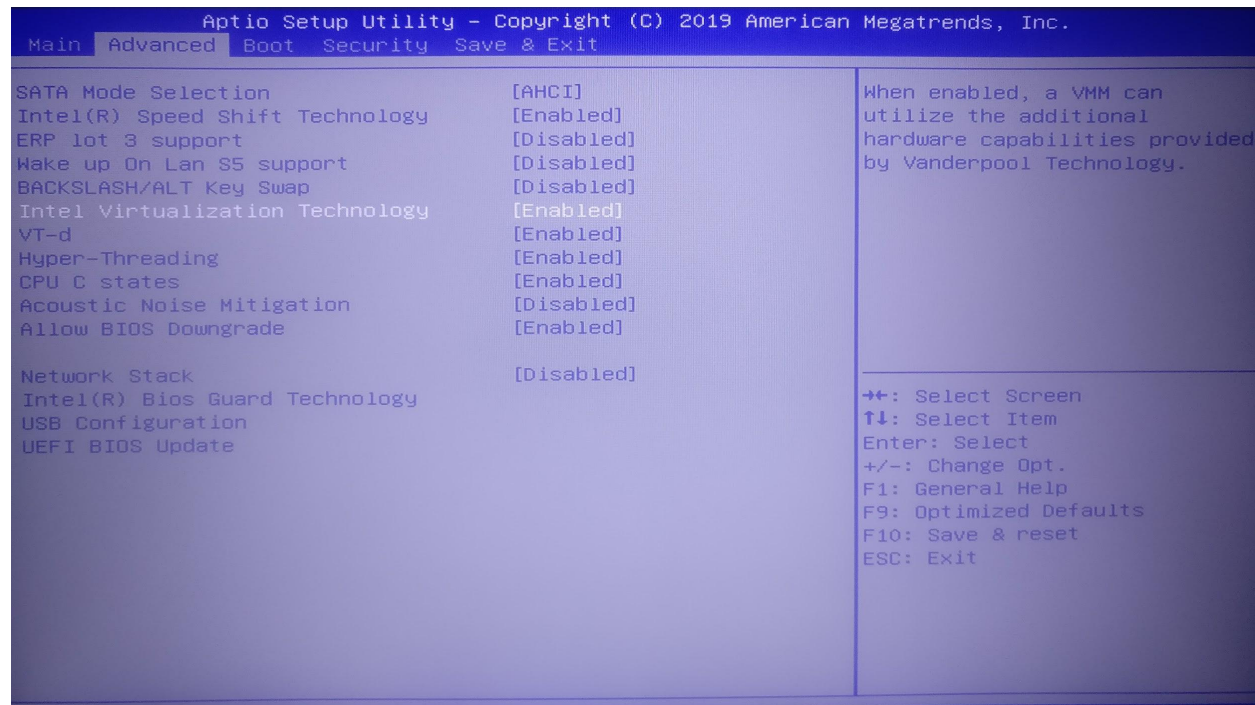 Aptio Setup Utility – Copyright (C) 2019 American Megatrends, Inc.
Main Advanced Boot Security Save & Exit
SATA Mode Selection [AHCI]
Intel(R) Speed Shift Technology [Enabled]
ERP lot 3 support [Disabled]
Wake up On Lan S5 support [Disabled]
BACKSLASH/ALT Key Swap [Disabled]
Intel Virtualization Technology [Enabled]
VT-d [Enabled]
Hyper-Threading [Enabled]
CPU C states [Enabled]
Acoustic Noise Mitigation [Disabled]
Allow BIOS Downgrade [Enabled]
Network Stack [Disabled]
Intel(R) Bios Guard Technology
USB Configuration
UEFI BIOS Update
When enabled, a VMM can
utilize the additional
hardware capabilities provided
by Vanderpool Technology.
→←: Select Screen
↑↓: Select Item
Enter: Select
+/-: Change Opt.
F1: General Help
F9: Optimized Defaults
F10: Save & reset
ESC: Exit